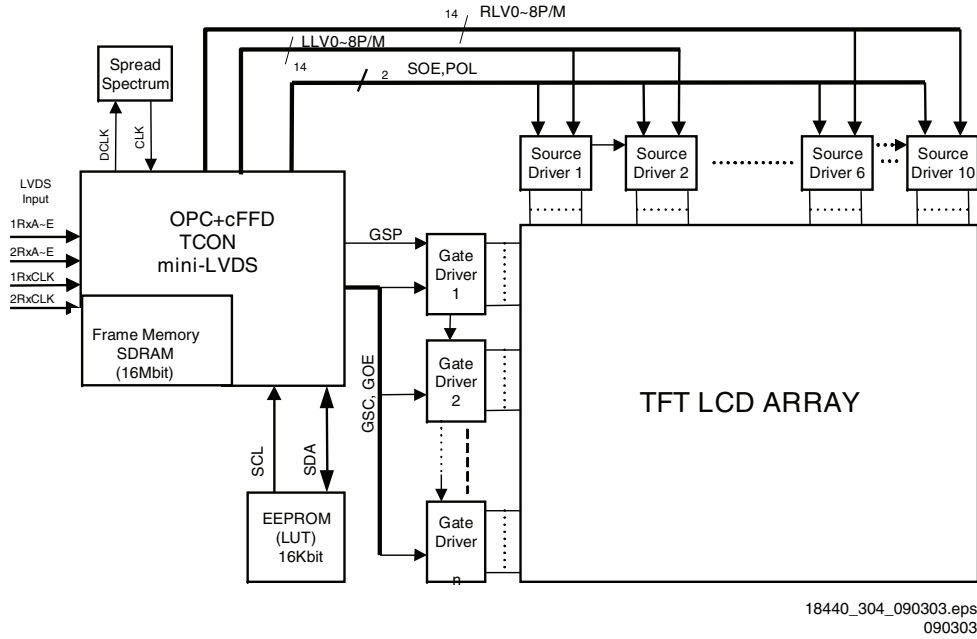 14
RLV0~8P/M
LLV0~8P/M
14
2
SOE,POL
Spread
Spectrum
DCLK
CLK
LVDS
Input
1RxA~E
2RxA~E
1RxCLK
2RxCLK
OPC+cFFD
TCON
mini-LVDS
Frame Memory
SDRAM
(16Mbit)
SCL
SDA
EEPROM
(LUT)
16Kbit
GSP
GSC, GOE
Gate
Driver
1
Gate
Driver
2
Gate
Driver
n
Source
Driver 1
Source
Driver 2
Source
Driver 6
Source
Driver 10
TFT LCD ARRAY
18440_304_090303.eps
090303